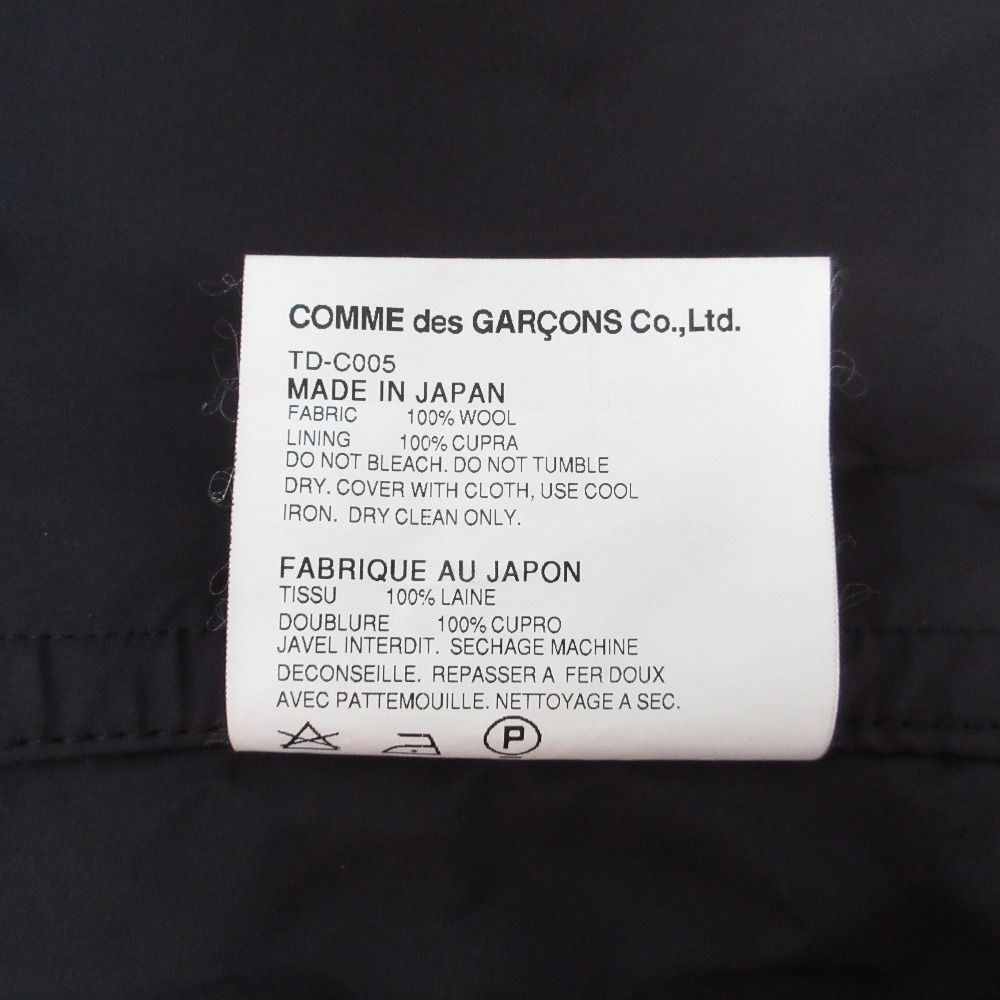 COMME des GARÇONS Co.,Ltd.
TD-C005
MADE IN JAPAN
FABRIC 100% WOOL
LINING 100% CUPRA
DO NOT BLEACH. DO NOT TUMBLE
DRY. COVER WITH CLOTH, USE COOL
IRON. DRY CLEAN ONLY.
FABRIQUE AU JAPON
TISSU 100% LAINE
DOUBLURE 100% CUPRO
JAVEL INTERDIT. SECHAGE MACHINE
DECONSEILLE. REPASSER A FER DOUX
AVEC PATTEMOUILLE. NETTOYAGE A SEC.
P